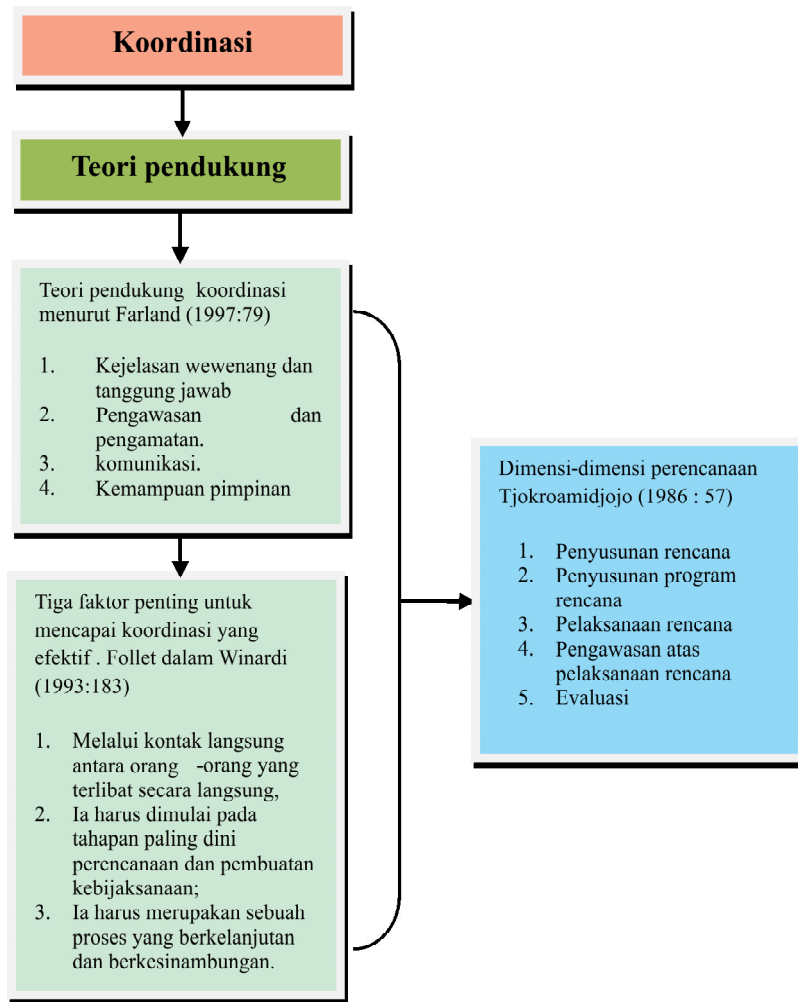 Koordinasi
Teori pendukung
Teori pendukung koordinasi
menurut Farland (1997:79)
1. Kejelasan wewenang dan
tanggung jawab
2. Pengawasan dan
pengamatan.
3. komunikasi.
4. Kemampuan pimpinan
Tiga faktor penting untuk
mencapai koordinasi yang
efektif . Follet dalam Winardi
(1993:183)
1. Melalui kontak langsung
antara orang -orang yang
terlibat secara langsung,
2. Ia harus dimulai pada
tahapan paling dini
perencanaan dan pembuatan
kebijaksanaan;
3. Ia harus merupakan sebuah
proses yang berkelanjutan
dan berkesinambungan.
Dimensi-dimensi perencanaan
Tjokroamidjojo (1986 : 57)
1. Penyusunan rencana
2. Penyusunan program
rencana
3. Pelaksanaan rencana
4. Pengawasan atas
pelaksanaan rencana
5. Evaluasi